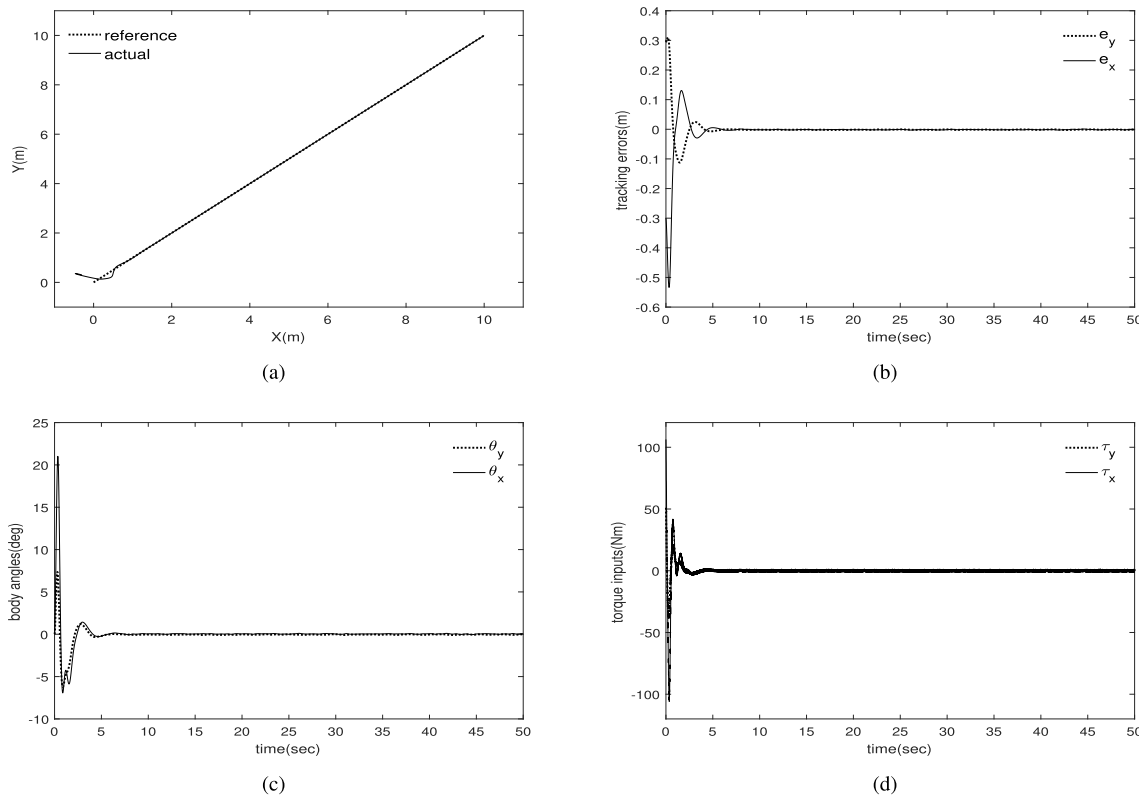 reference
actual
10
8
6
4
2
0
Y(m)
0 2 4 6 8 10
X(m)
(a)
e_y
e_x
0.4
0.3
0.2
0.1
0
-0.1
-0.2
-0.3
-0.4
-0.5
-0.6
tracking errors(m)
0 5 10 15 20 25 30 35 40 45 50
time(sec)
(b)
θ_y
θ_x
25
20
15
10
5
0
-5
-10
body angles(deg)
0 5 10 15 20 25 30 35 40 45 50
time(sec)
(c)
τ_y
τ_x
100
50
0
-50
-100
torque inputs(Nm)
0 5 10 15 20 25 30 35 40 45 50
time(sec)
(d)